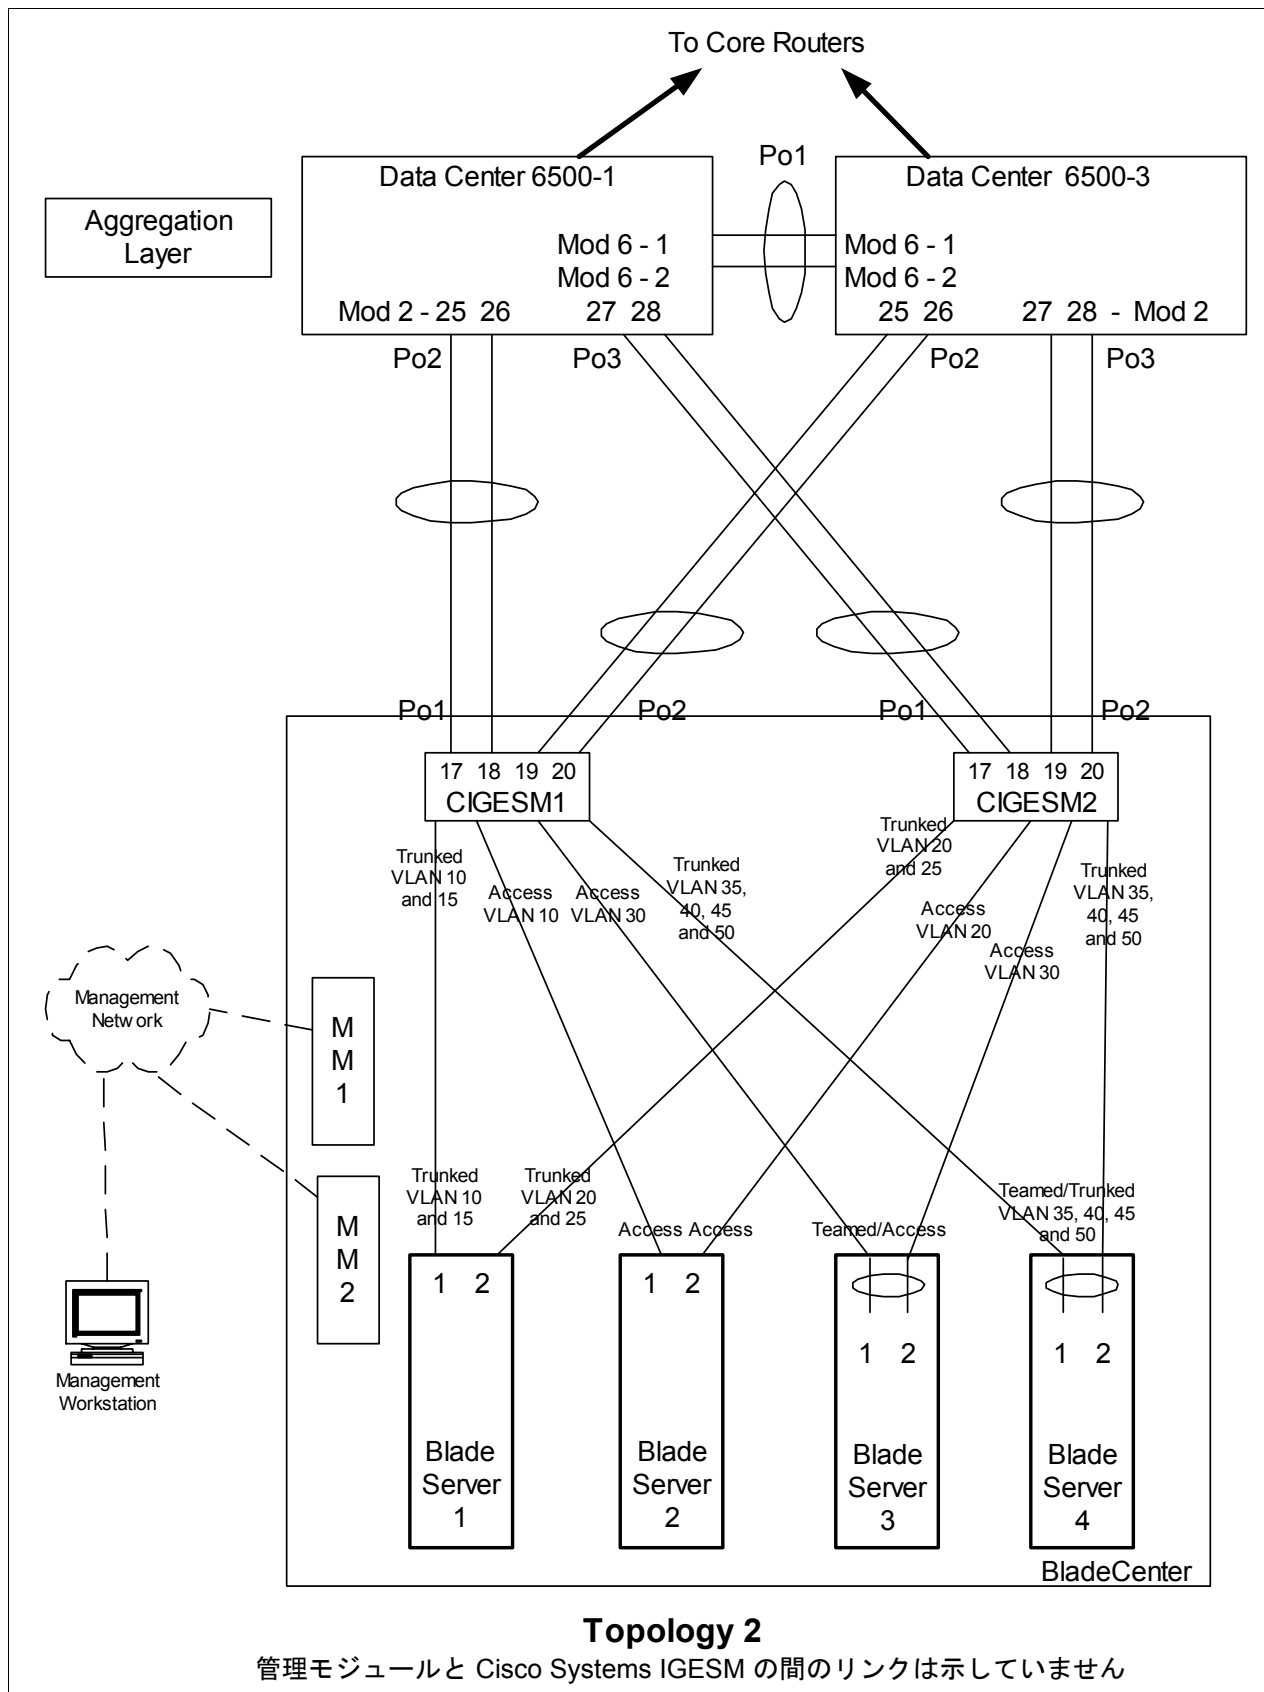 To Core Routers
Po1
Data Center 6500-1
Data Center 6500-3
Aggregation
Layer
Mod 6 - 1
Mod 6 - 2
Mod 6 - 1
Mod 6 - 2
Mod 2 - 25 26
27 28
25 26
27 28 - Mod 2
Po2
Po3
Po2
Po3
Po1
Po2
Po1
Po2
17 18 19 20
CIGESM1
17 18 19 20
CIGESM2
Trunked
VLAN 10
and 15
Access
VLAN 10
Access
VLAN 30
Trunked
VLAN 35,
40, 45
and 50
Trunked
VLAN 20
and 25
Access
VLAN 20
Access
VLAN 30
Trunked
VLAN 35,
40, 45
and 50
Management
Network
M
M
1
M
M
2
Management
Workstation
Trunked
VLAN 10
and 15
Trunked
VLAN 20
and 25
Access Access
Teamed/Access
Teamed/Trunked
VLAN 35, 40, 45
and 50
1 2
Blade
Server
1
1 2
Blade
Server
2
1 2
Blade
Server
3
1 2
Blade
Server
4
BladeCenter
Topology 2
管理モジュールと Cisco Systems IGESM の間のリンクは示していません